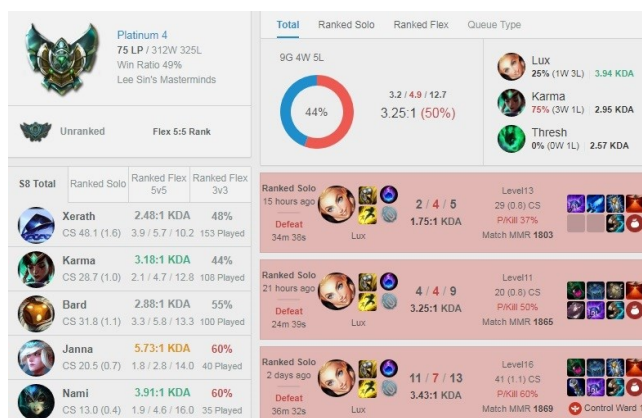 Platinum 4
75 LP / 312W 325L
Win Ratio 49%
Lee Sin's Masterminds
Unranked
Flex 5:5 Rank
S8 Total
Ranked Solo
Ranked Flex 5v5
Ranked Flex 3v3
Xerath
2.48:1 KDA
48%
CS 48.1 (1.6)
3.9 / 5.7 / 10.2
153 Played
Karma
3.18:1 KDA
44%
CS 28.7 (1.0)
2.1 / 4.7 / 12.8
108 Played
Bard
2.88:1 KDA
55%
CS 31.8 (1.1)
3.3 / 5.8 / 13.3
100 Played
Janna
5.73:1 KDA
60%
CS 20.5 (0.7)
1.8 / 2.8 / 14.0
40 Played
Nami
3.91:1 KDA
60%
CS 13.0 (0.4)
1.9 / 4.6 / 16.0
35 Played
Total
Ranked Solo
Ranked Flex
Queue Type
9G 4W 5L
44%
3.2 / 4.9 / 12.7
3.25:1 (50%)
Lux
25% (1W 3L)
3.94 KDA
Karma
75% (3W 1L)
2.95 KDA
Thresh
0% (0W 1L)
2.57 KDA
Ranked Solo
15 hours ago
Defeat
34m 36s
Lux
2 / 4 / 5
1.75:1 KDA
Level13
29 (0.8) CS
P/Kill 37%
Match MMR 1803
Ranked Solo
21 hours ago
Defeat
24m 39s
Lux
4 / 4 / 9
3.25:1 KDA
Level11
20 (0.8) CS
P/Kill 50%
Match MMR 1865
Ranked Solo
2 days ago
Defeat
36m 32s
Lux
11 / 7 / 13
3.43:1 KDA
Level16
41 (1.1) CS
P/Kill 60%
Match MMR 1869
Control Ward